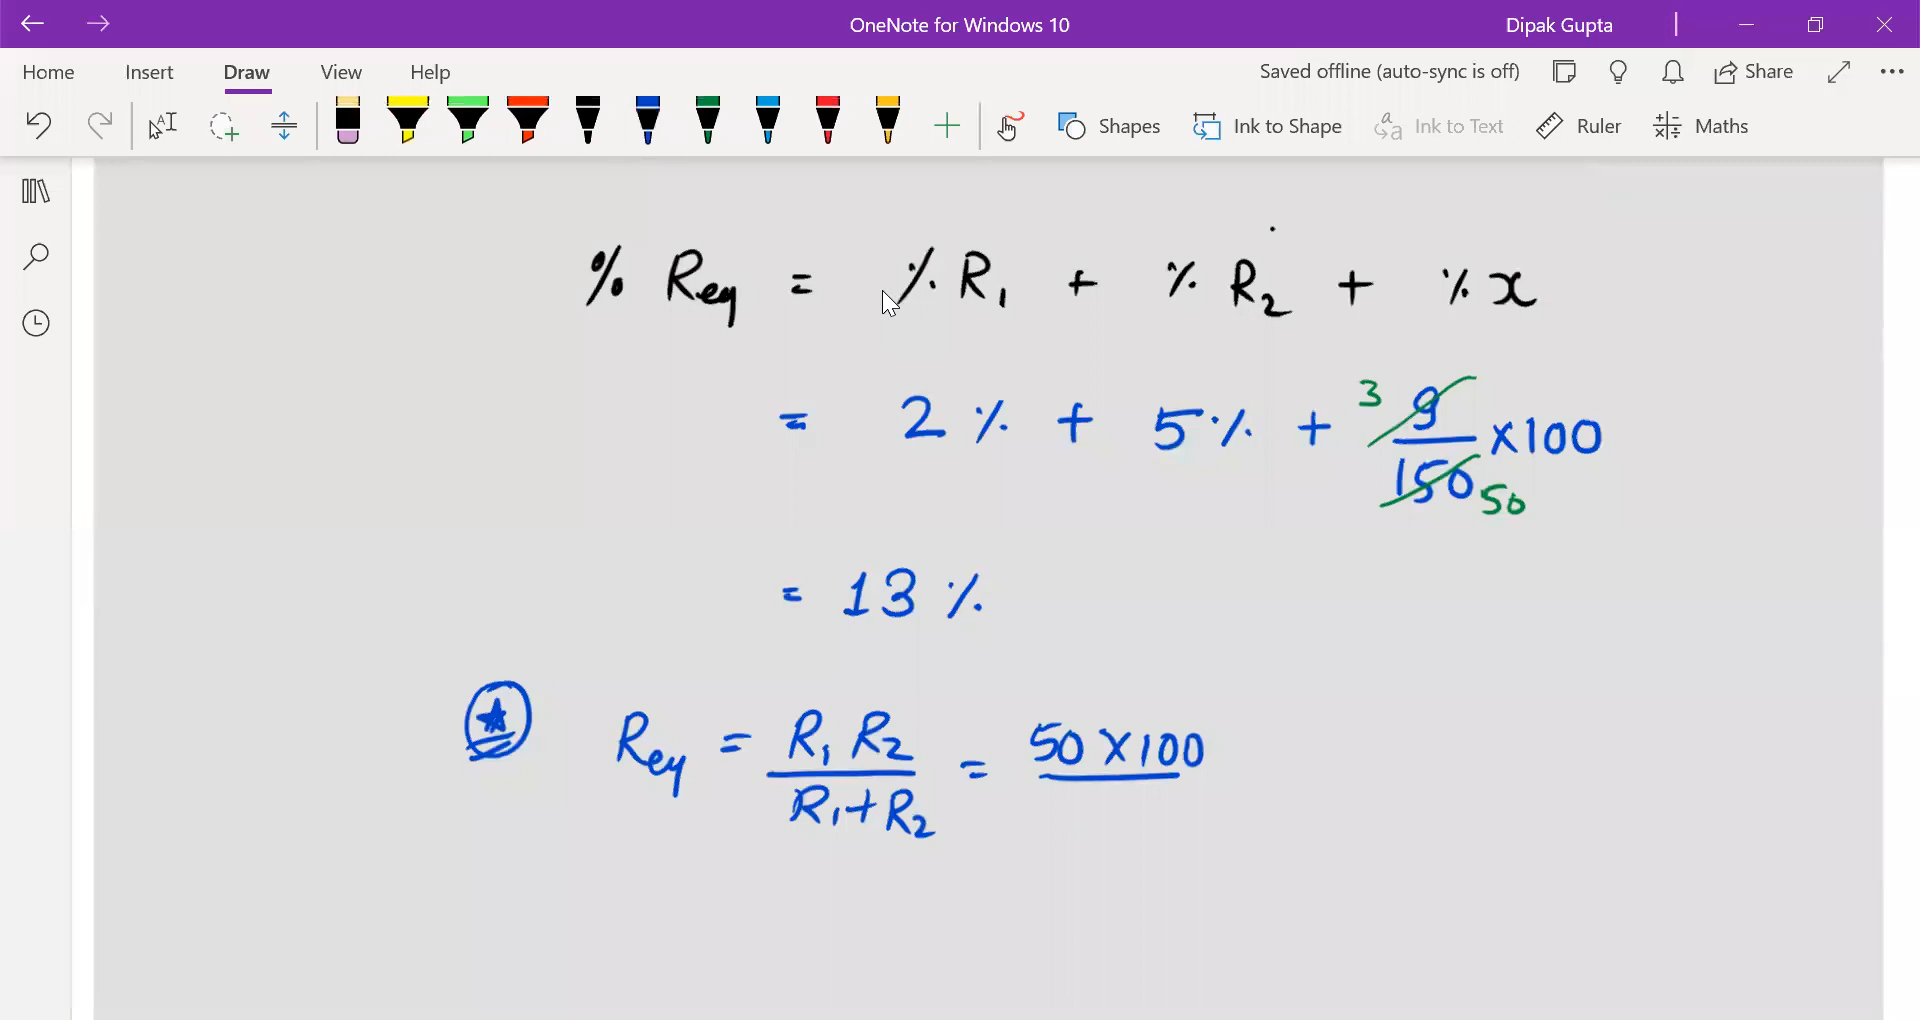 OneNote for Windows 10 Dipak Gupta
Home Insert Draw View Help Saved offline (auto-sync is off) Share
Shapes Ink to Shape Ink to Text Ruler Maths
% Req = % R₁ + % R₂ + % x
= 2 % + 5 % + 3 9/150 50 ×100
= 13 %
Req = R₁ R₂ / R₁+R₂ = 50 × 100